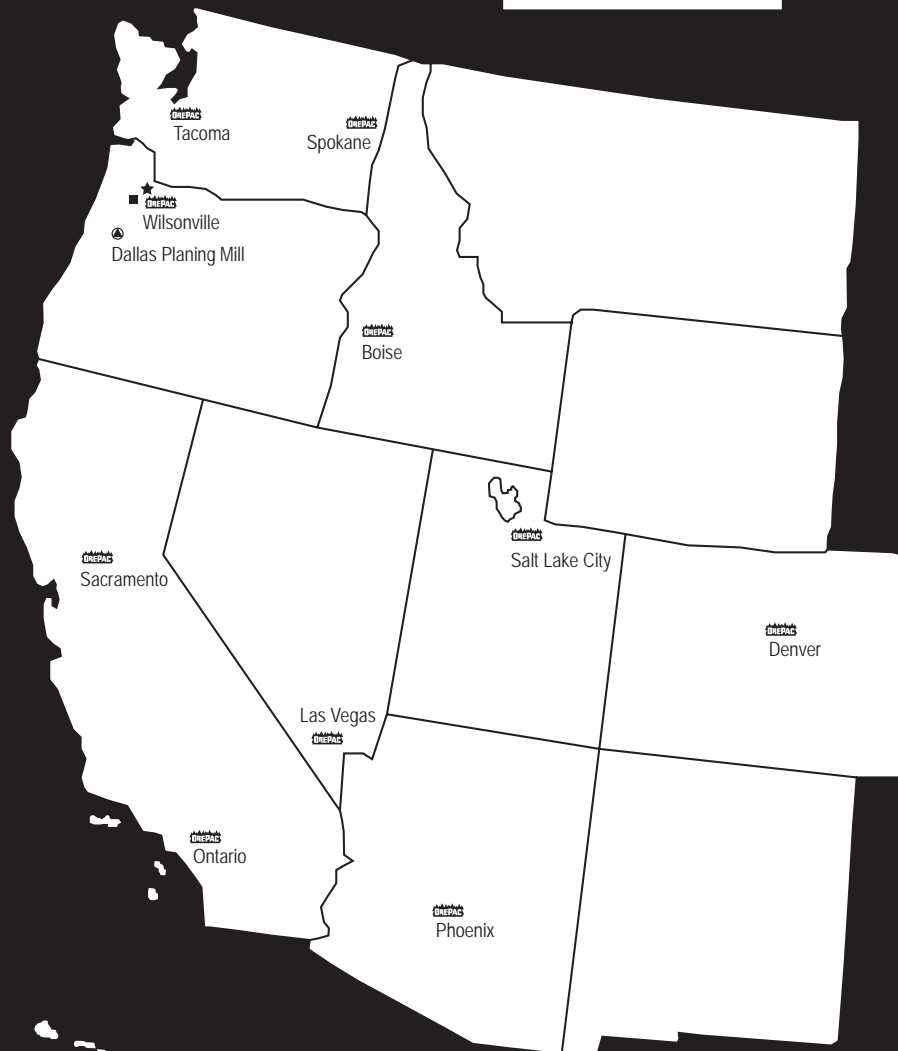 OREPAC
Tacoma
OREPAC
Spokane
OREPAC
Wilsonville
Dallas Planing Mill
OREPAC
Boise
OREPAC
Salt Lake City
OREPAC
Sacramento
OREPAC
Denver
Las Vegas
OREPAC
OREPAC
Ontario
OREPAC
Phoenix